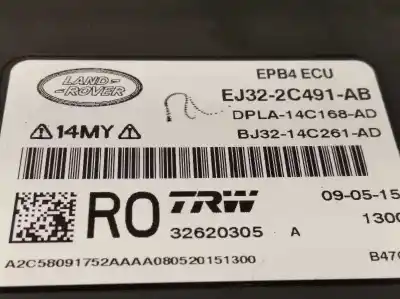 LAND-
ROVER
EPB4 ECU
EJ32-2C491-AB
DPLA-14C168-AD
⚠14MY⚠
BJ32-14C261-AD
RO
TRW
09-05-15
32620305 A
1300
A2C58091752AAAA080520151300